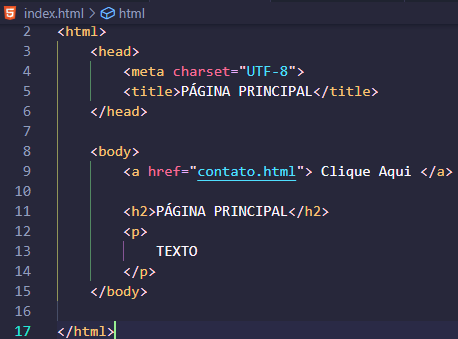 index.html > html
2 <html>
3 <head>
4 <meta charset="UTF-8">
5 <title>PÁGINA PRINCIPAL</title>
6 </head>
7
8 <body>
9 <a href="contato.html"> Clique Aqui </a>
10
11 <h2>PÁGINA PRINCIPAL</h2>
12 <p>
13 TEXTO
14 </p>
15 </body>
16
17 </html>